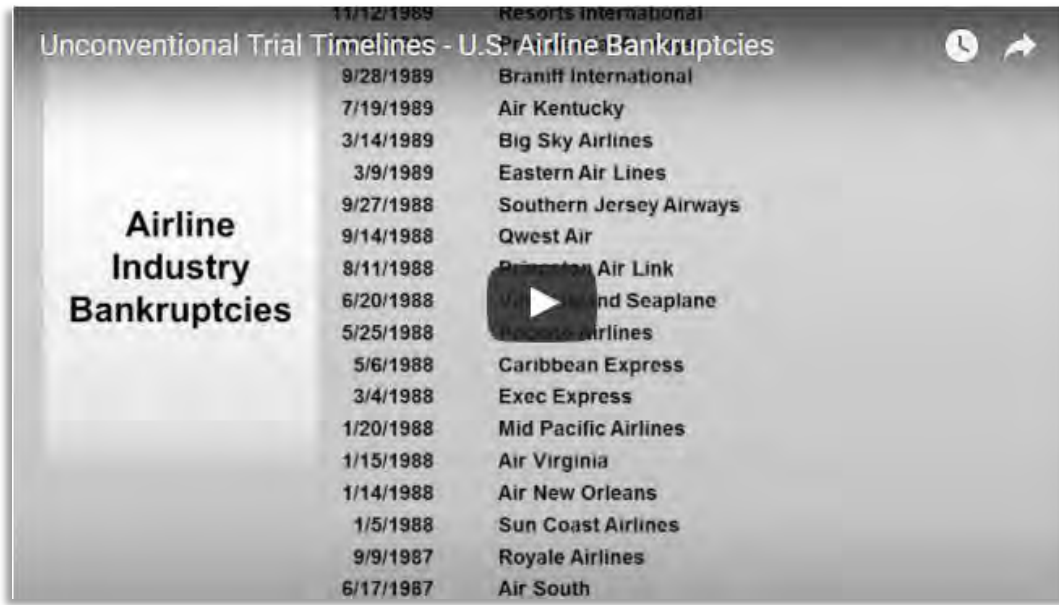 11/12/1989 Resorts International
Unconventional Trial Timelines - U.S. Airline Bankruptcies
9/28/1989 Braniff International
7/19/1989 Air Kentucky
3/14/1989 Big Sky Airlines
3/9/1989 Eastern Air Lines
9/27/1988 Southern Jersey Airways
9/14/1988 Qwest Air
8/11/1988 Air Link
6/20/1988 Seaplane
5/25/1988 Airlines
5/6/1988 Caribbean Express
3/4/1988 Exec Express
1/20/1988 Mid Pacific Airlines
1/15/1988 Air Virginia
1/14/1988 Air New Orleans
1/5/1988 Sun Coast Airlines
9/9/1987 Royale Airlines
6/17/1987 Air South
Airline
Industry
Bankruptcies